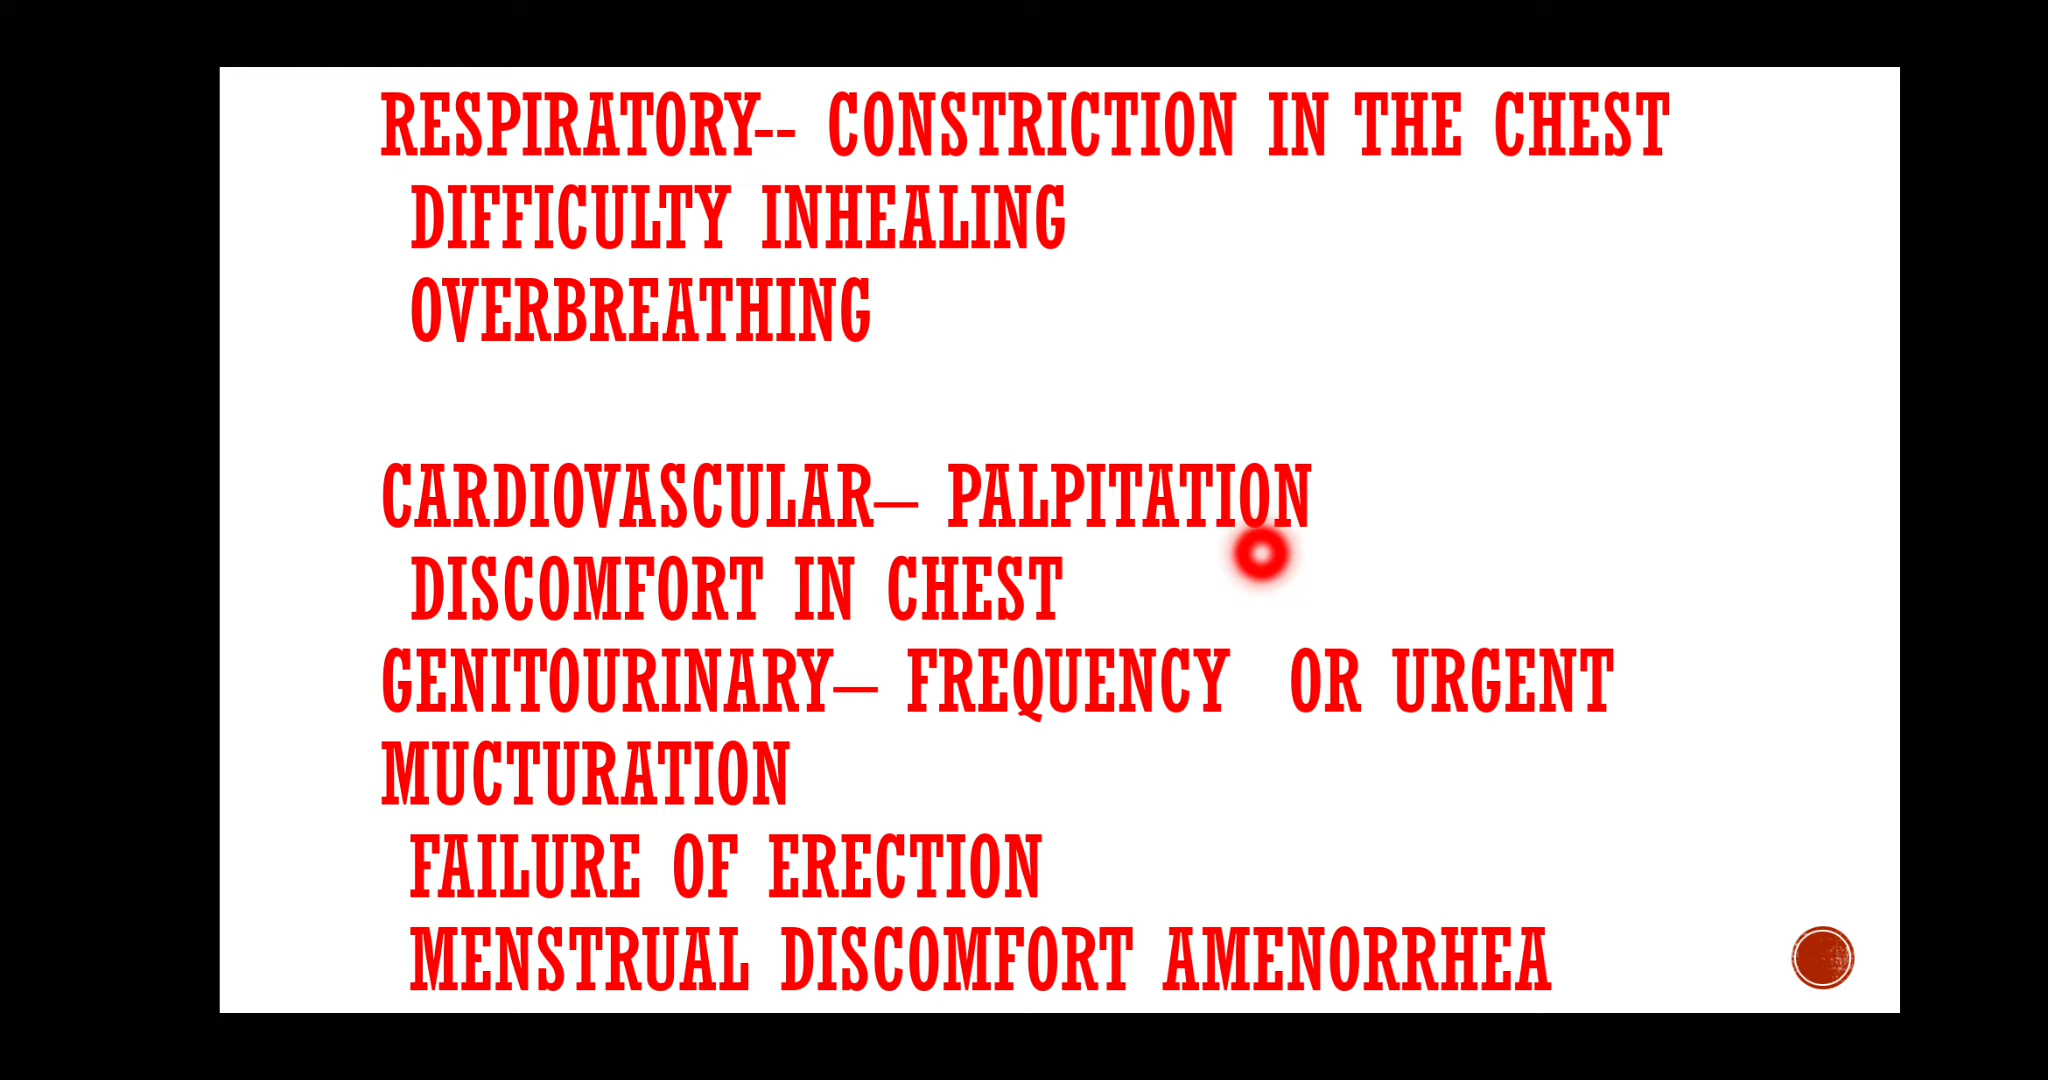 RESPIRATORY-- CONSTRICTION IN THE CHEST
DIFFICULTY INHEALING
OVERBREATHING
CARDIOVASCULAR— PALPITATION
DISCOMFORT IN CHEST
GENITOURINARY— FREQUENCY OR URGENT
MUCTURATION
FAILURE OF ERECTION
MENSTRUAL DISCOMFORT AMENORRHEA